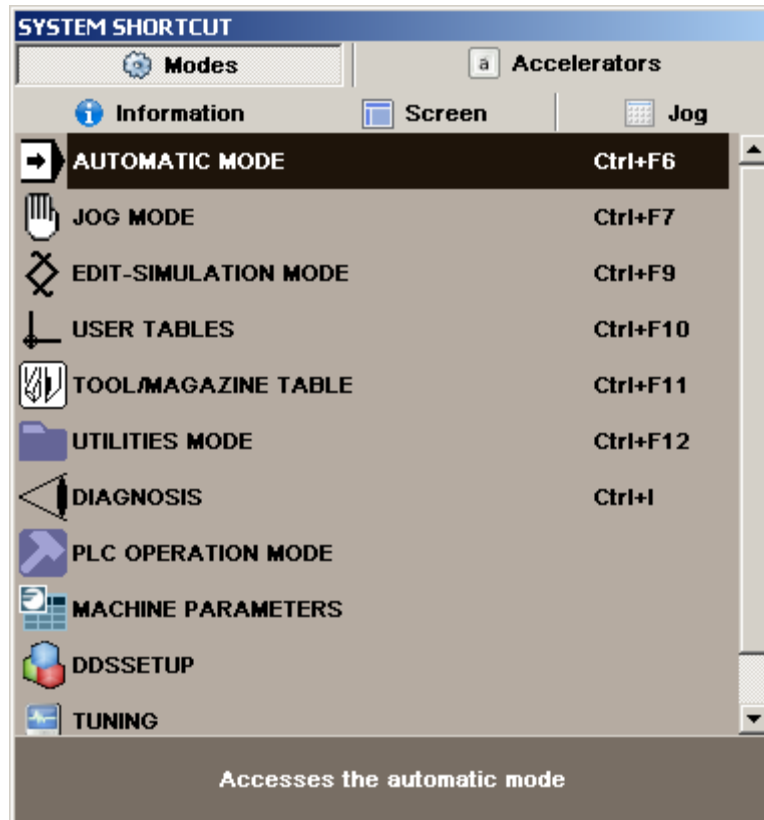 SYSTEM SHORTCUT
Modes a Accelerators
i Information Screen Jog
AUTOMATIC MODE Ctrl+F6
JOG MODE Ctrl+F7
EDIT-SIMULATION MODE Ctrl+F9
USER TABLES Ctrl+F10
TOOL/MAGAZINE TABLE Ctrl+F11
UTILITIES MODE Ctrl+F12
DIAGNOSIS Ctrl+I
PLC OPERATION MODE
MACHINE PARAMETERS
DDSSETUP
TUNING
Accesses the automatic mode